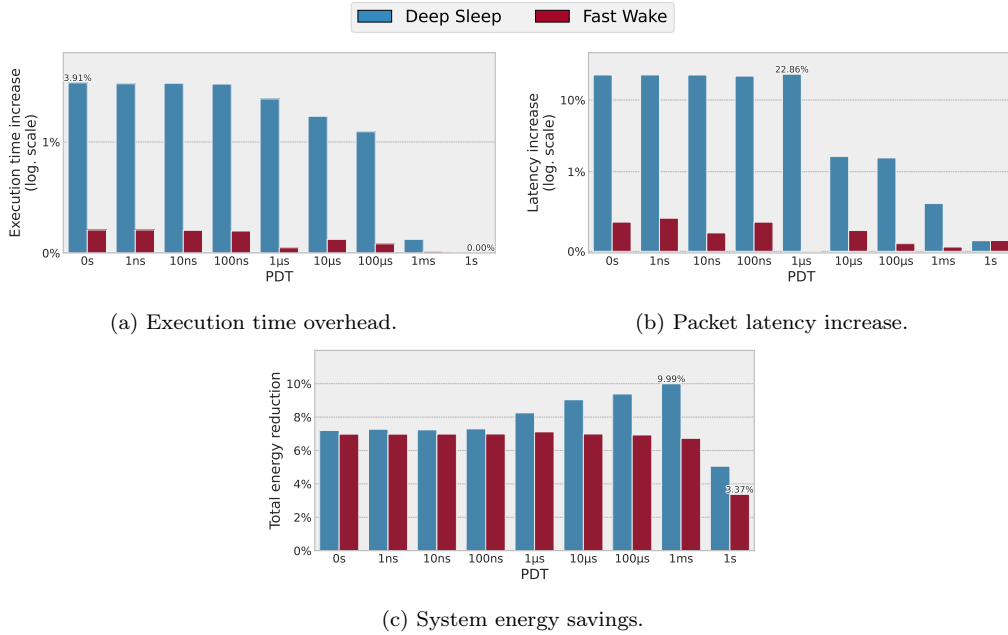 Deep Sleep Fast Wake
Execution time increase
(log. scale)
3.91%
1%
0%
0.00%
0s 1ns 10ns 100ns 1µs 10µs 100µs 1ms 1s
PDT
(a) Execution time overhead.
Latency increase
(log. scale)
22.86%
10%
1%
0%
0s 1ns 10ns 100ns 1µs 10µs 100µs 1ms 1s
PDT
(b) Packet latency increase.
Total energy reduction
9.99%
10%
8%
6%
4%
3.37%
2%
0%
0s 1ns 10ns 100ns 1µs 10µs 100µs 1ms 1s
PDT
(c) System energy savings.